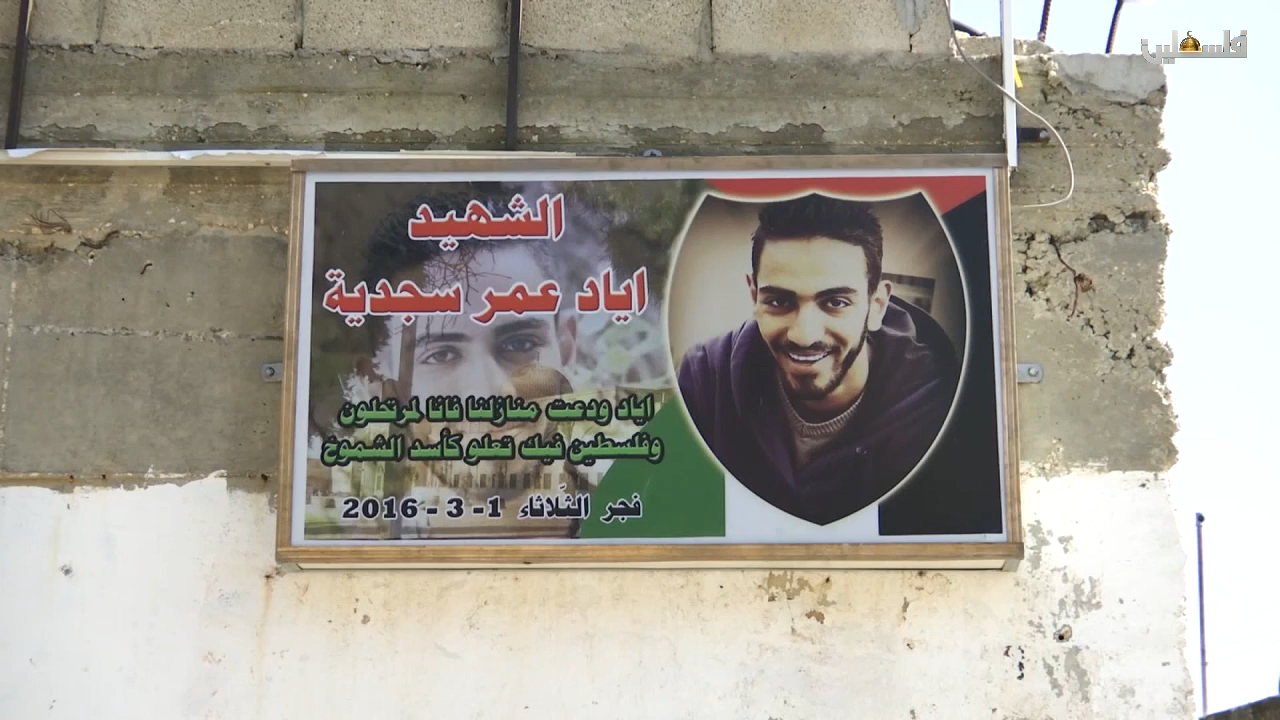 فلسطين
الشهيد
اياد عمر سجدية
اياد ودعت منازلنا فانا لمرتحلون
وفلسطين فيك تعلو كأسد الشموخ
فجر الثلاثاء 1-3-2016